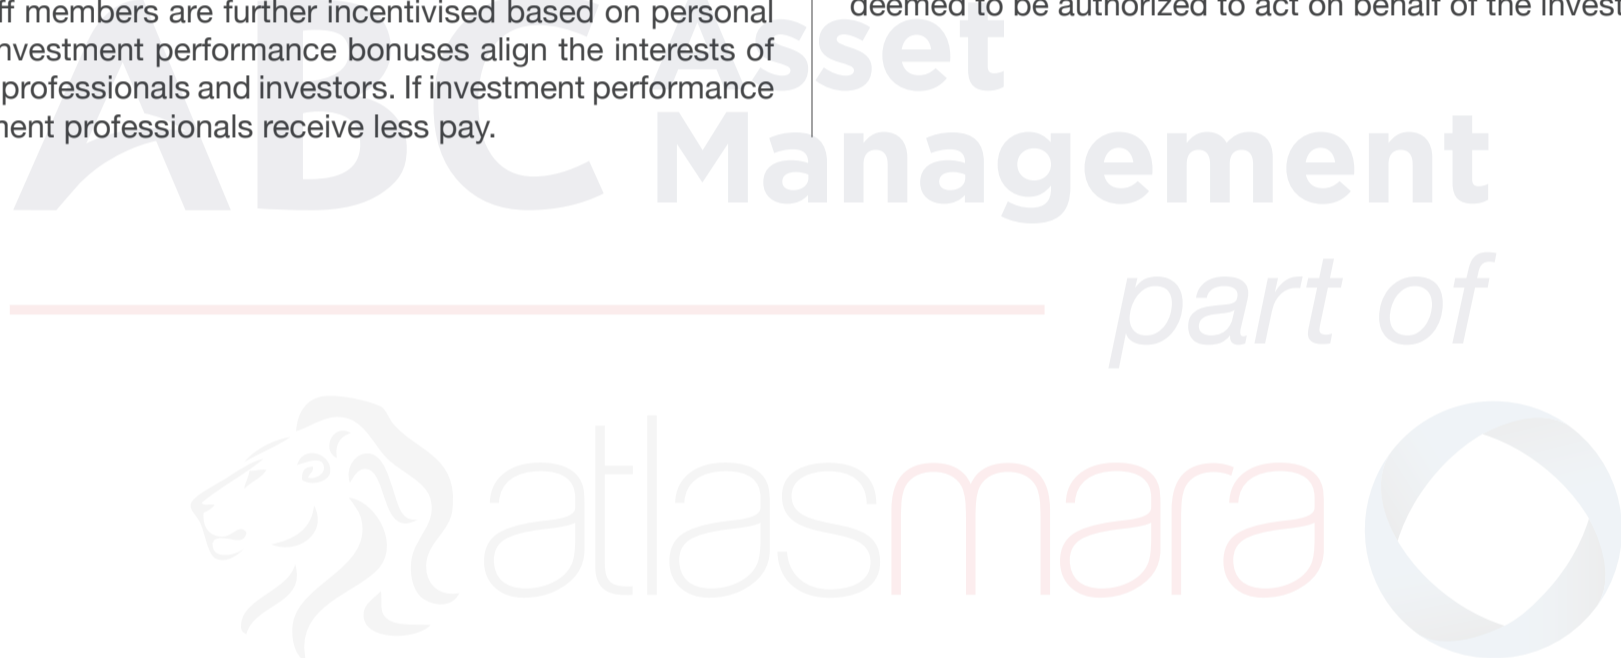 ff members are further incentivised based on personal
nvestment performance bonuses align the interests of
professionals and investors. If investment performance
ment professionals receive less pay.
deemed to be authorized to act on behalf of the invest
ABC Asset
Management
part of
atlasmara